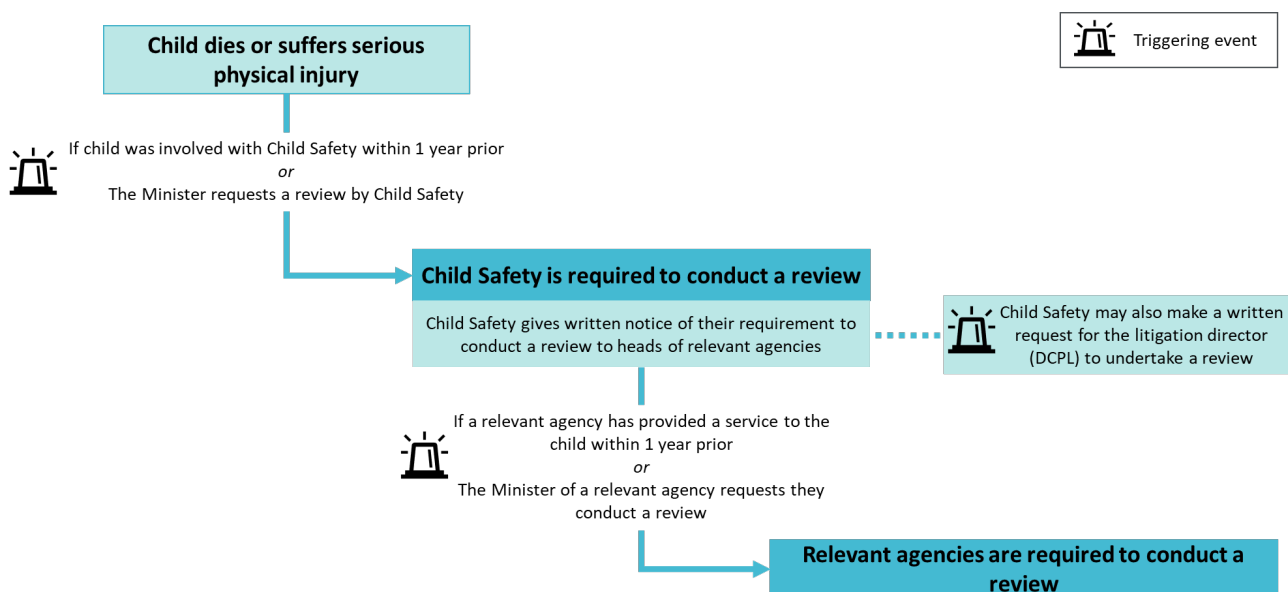 Child dies or suffers serious
physical injury
Triggering event
If child was involved with Child Safety within 1 year prior
or
The Minister requests a review by Child Safety
Child Safety is required to conduct a review
Child Safety gives written notice of their requirement to
conduct a review to heads of relevant agencies
Child Safety may also make a written
request for the litigation director
(DCPL) to undertake a review
If a relevant agency has provided a service to the
child within 1 year prior
or
The Minister of a relevant agency requests they
conduct a review
Relevant agencies are required to conduct a
review